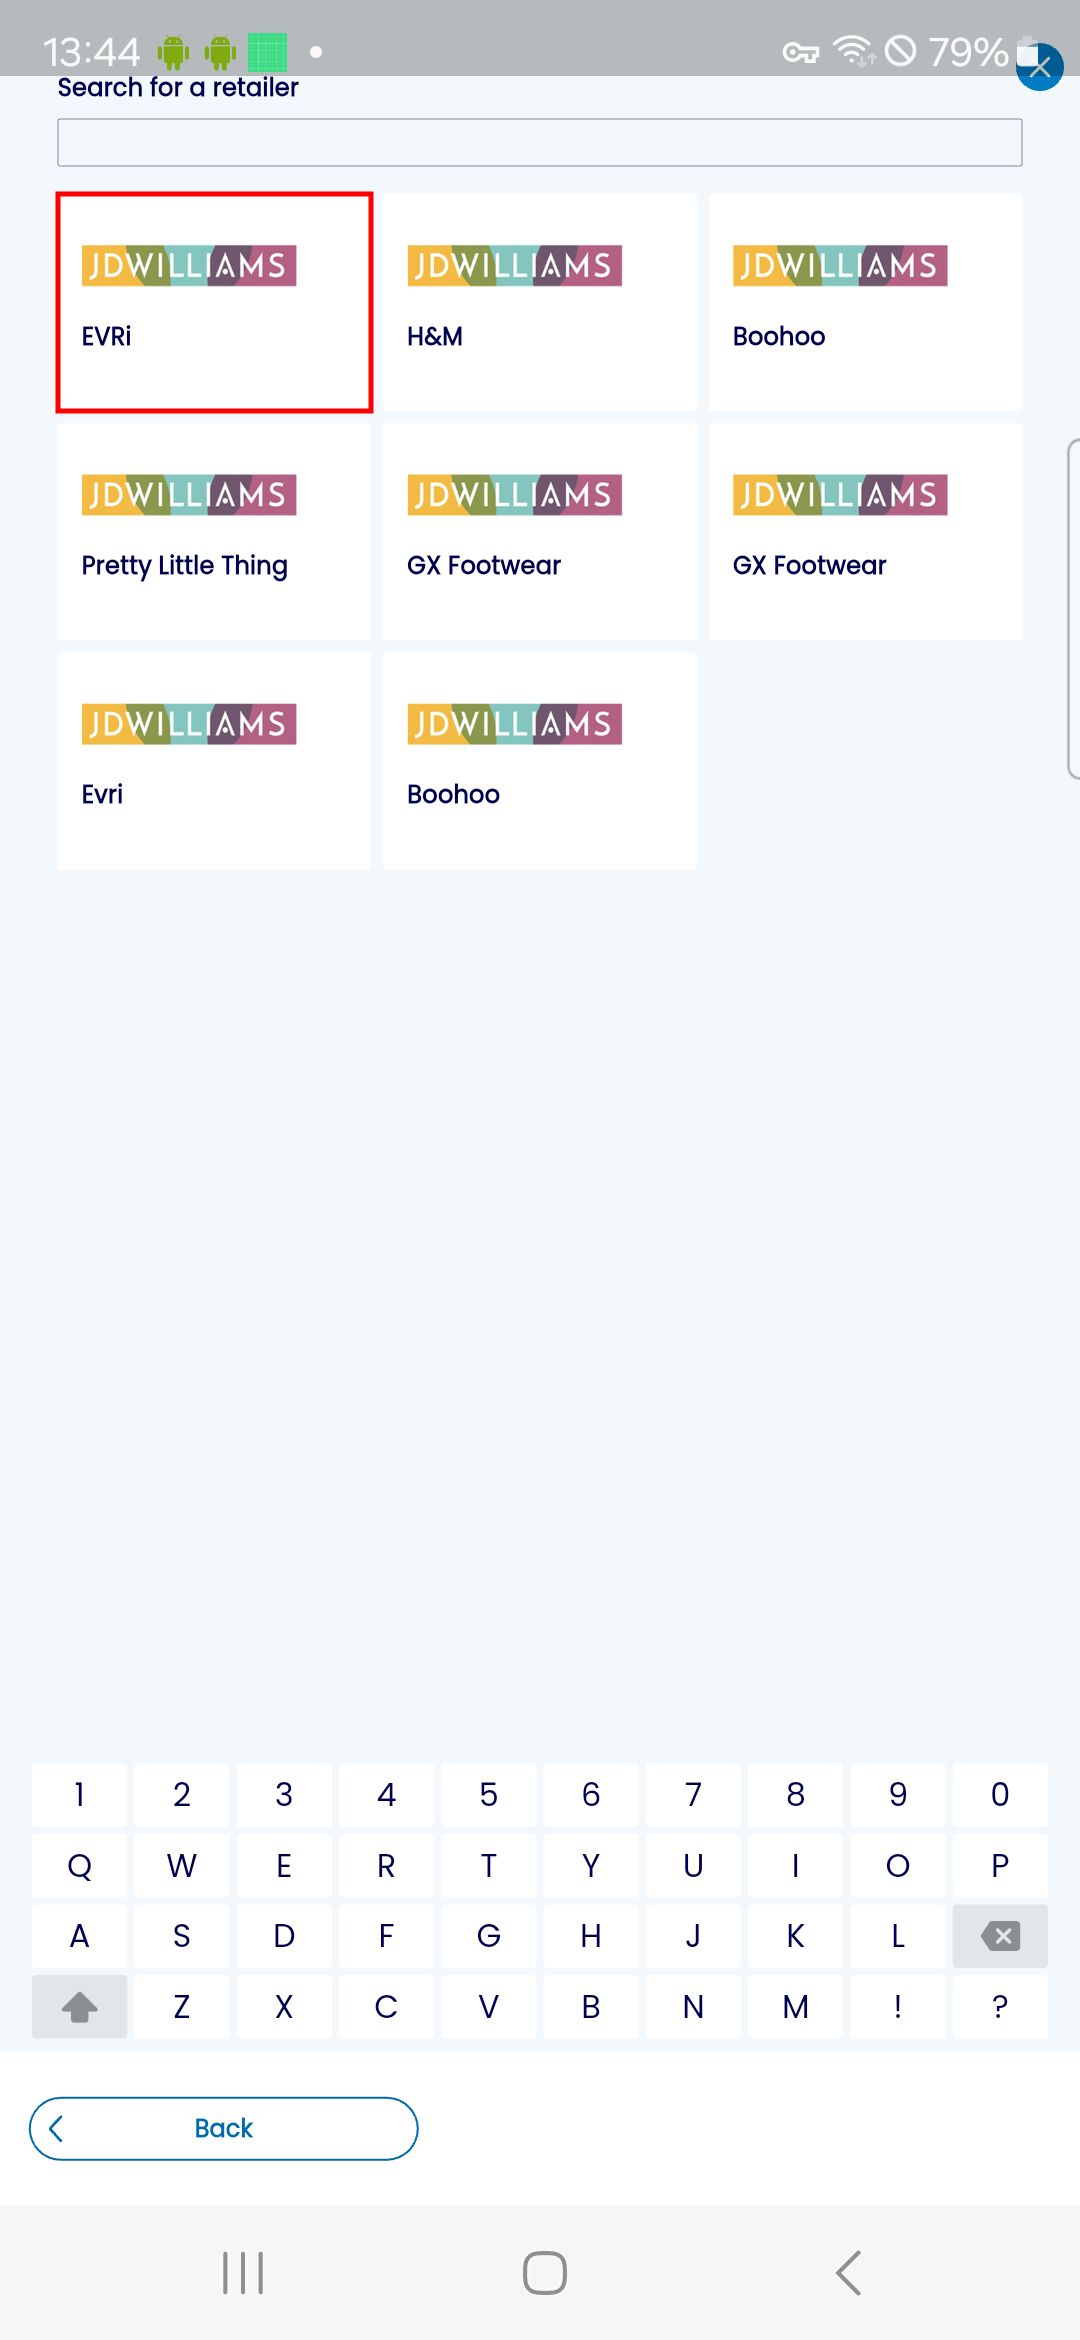 13:44 79%
Search for a retailer
JDWILLIAMS JDWILLIAMS JDWILLIAMS
EVRi H&M Boohoo
JDWILLIAMS JDWILLIAMS JDWILLIAMS
Pretty Little Thing GX Footwear GX Footwear
JDWILLIAMS JDWILLIAMS
Evri Boohoo
1 2 3 4 5 6 7 8 9 0
Q W E R T Y U I O P
A S D F G H J K L
Z X C V B N M ! ?
Back